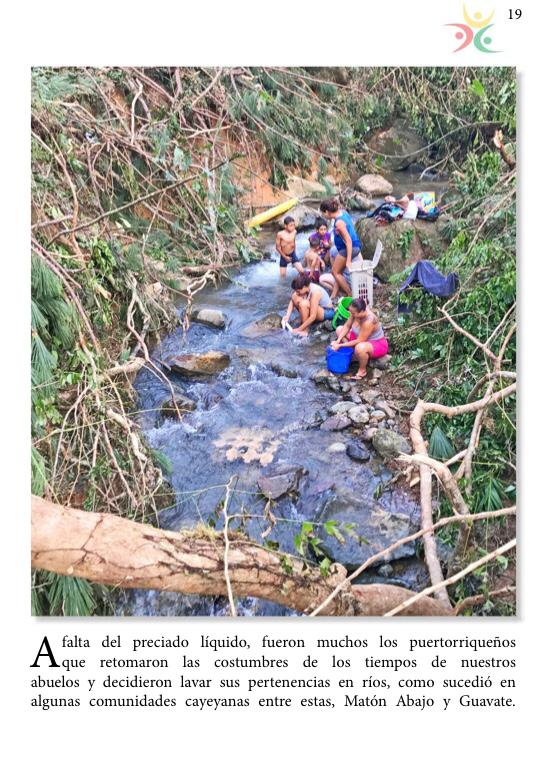 19
A falta del preciado líquido, fueron muchos los puertorriqueños
que retomaron las costumbres de los tiempos de nuestros
abuelos y decidieron lavar sus pertenencias en ríos, como sucedió en
algunas comunidades cayeyanas entre estas, Matón Abajo y Guavate.